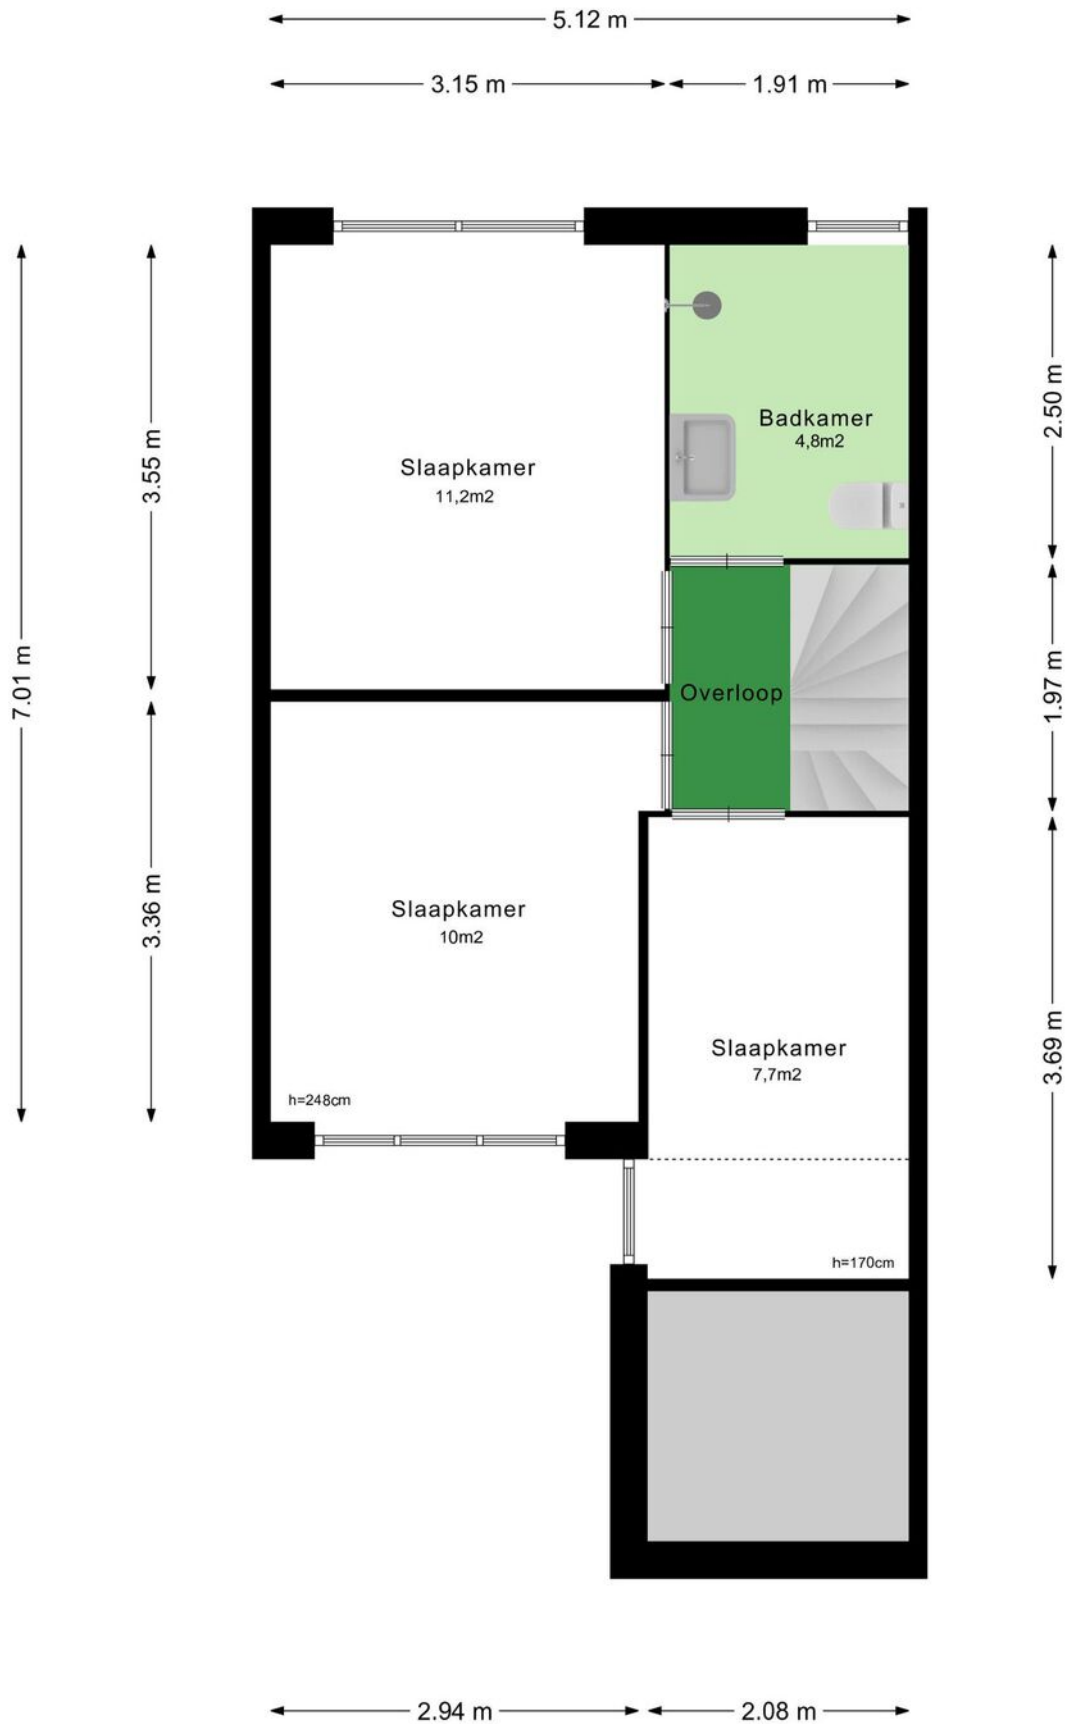 5.12 m
3.15 m
1.91 m
Badkamer
4,8m2
2.50 m
3.55 m
Slaapkamer
11,2m2
7.01 m
Overloop
1.97 m
3.36 m
Slaapkamer
10m2
3.69 m
Slaapkamer
7,7m2
h=248cm
h=170cm
2.94 m
2.08 m